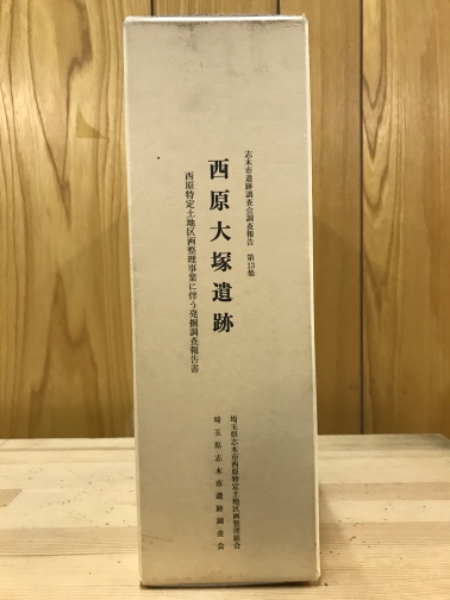 志木市遺跡調査会調査報告 第13集
西原大塚遺跡
西原特定土地区画整理事業に伴う発掘調査報告書
埼玉県志木市西原特定土地区画整理組合
埼玉県志木市遺跡調査会